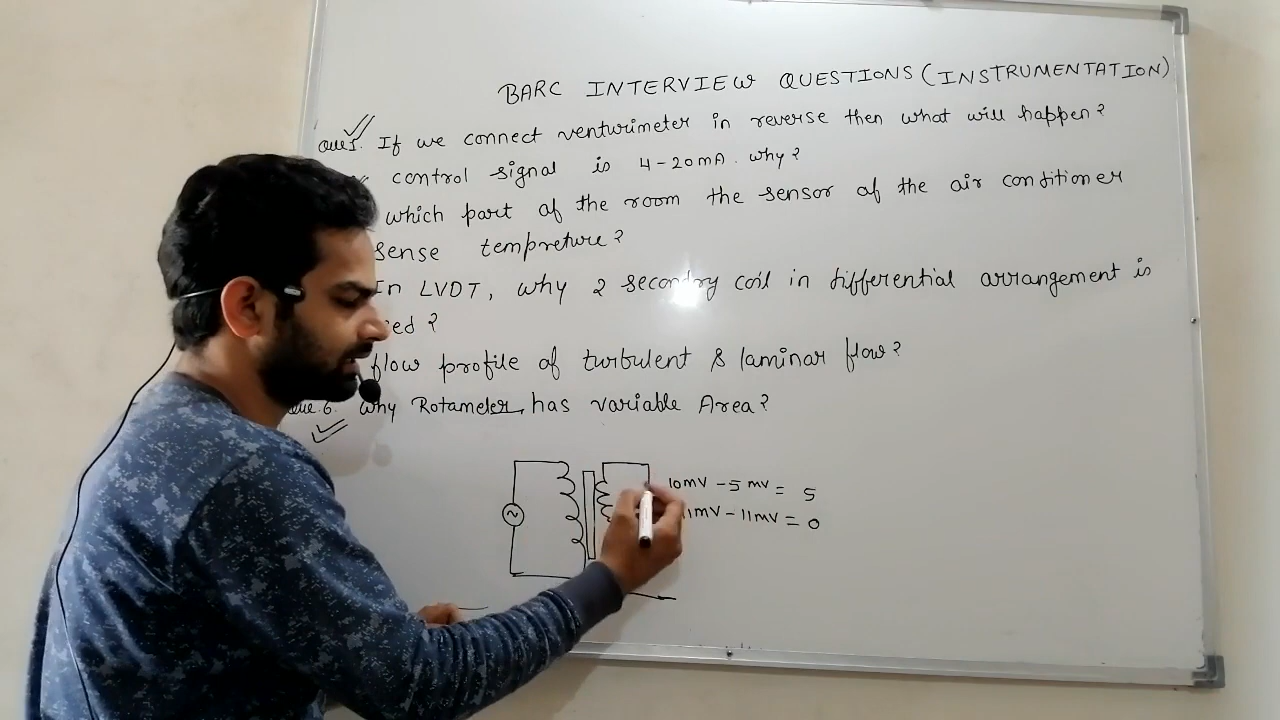 BARC INTERVIEW QUESTIONS (INSTRUMENTATION)
Que1. If we connect venturimeter in reverse then what will happen?
control signal is 4-20mA. why?
which part of the room the sensor of the air conditioner
sense tempreture?
In LVDT, why 2 secondry coil in differential arrangement is
flow profile of turbulent & laminar flow?
Que.6. Why Rotameter has variable Area?
10mV - 5 mV = 5
11mV - 11mV = 0